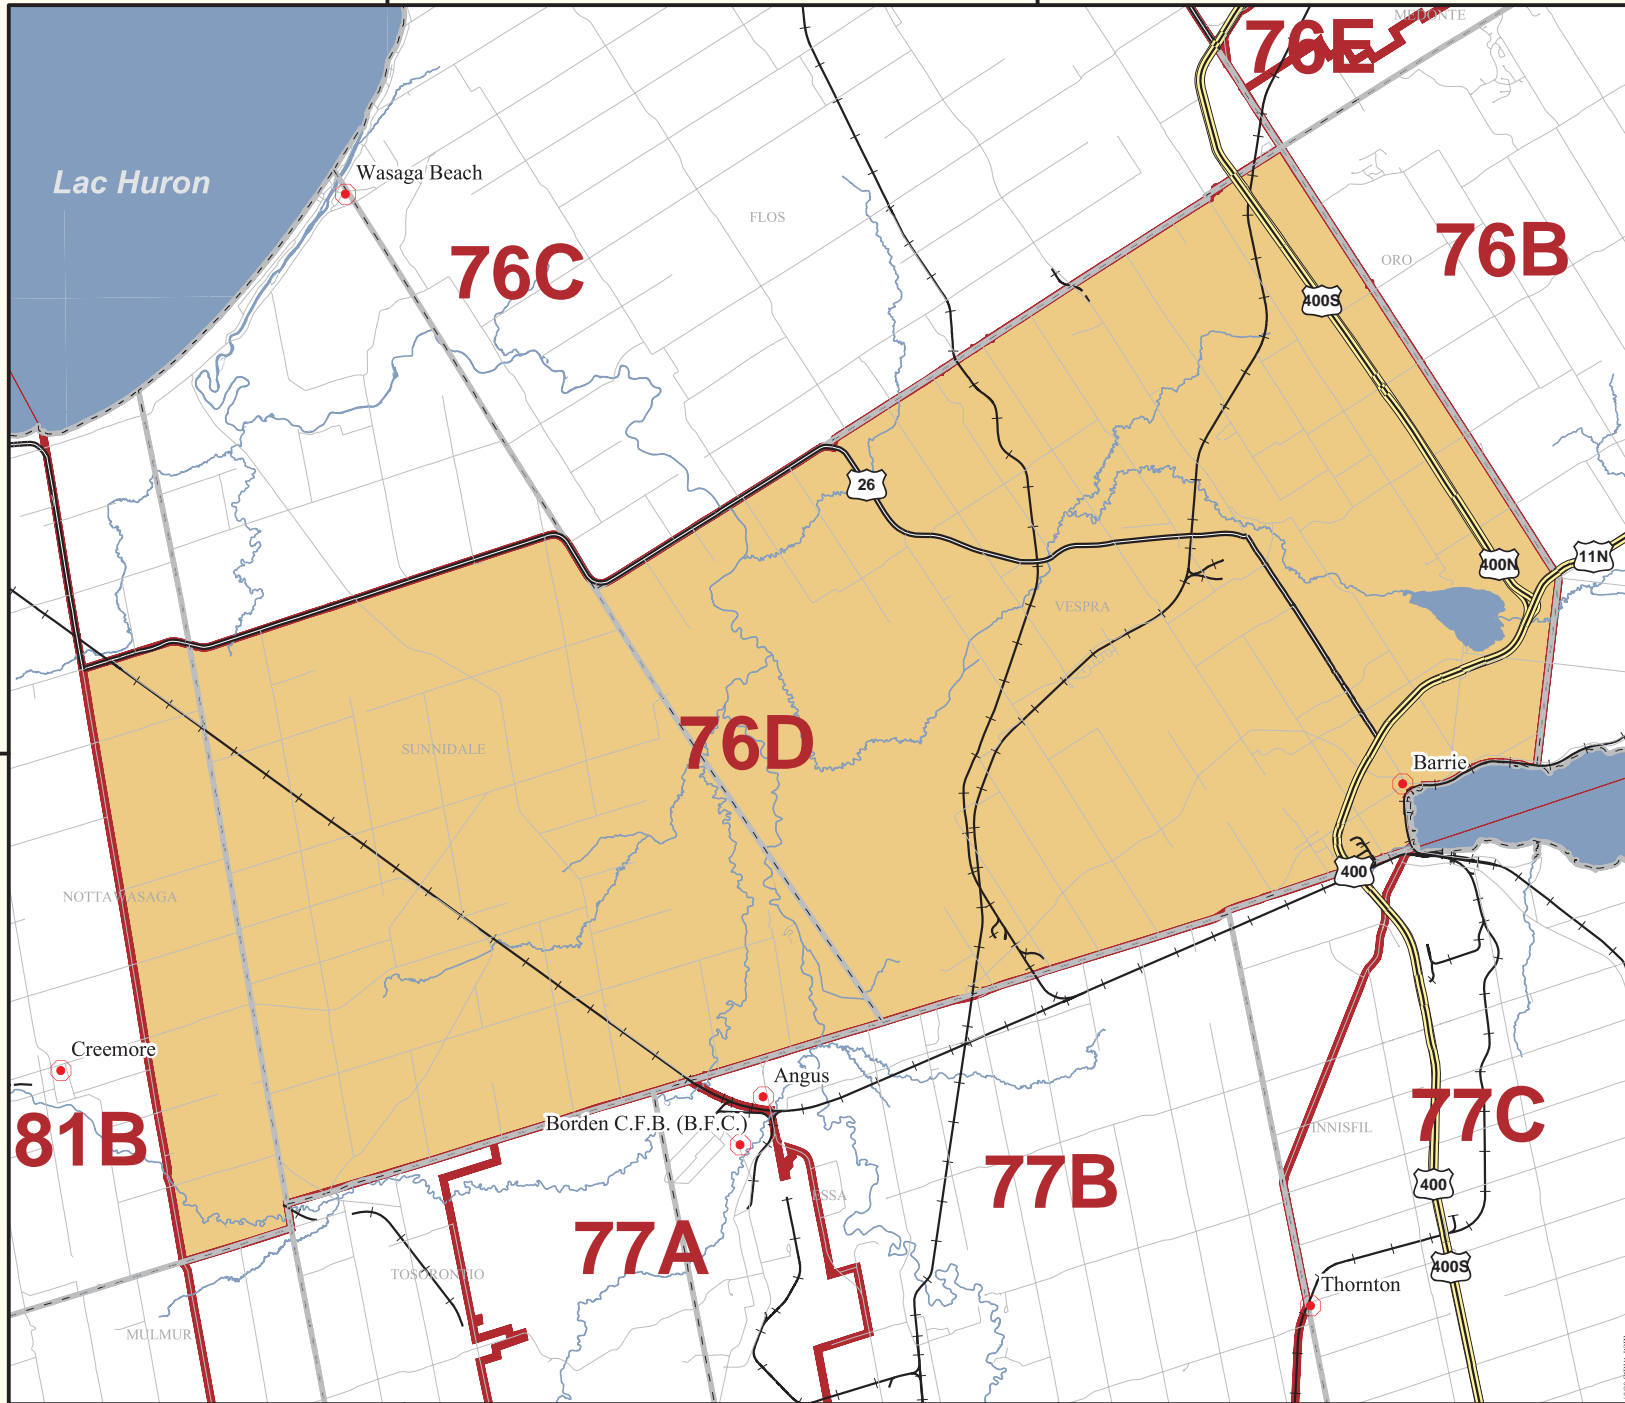 MEDONTE
76E
Lac Huron
Wasaga Beach
FLOS
76C
76B
ORO
400S
26
400N
11N
VESPRA
76D
SUNNIDALE
Barrie
400
NOTTAWASAGA
Creemore
81B
Angus
Borden C.F.B. (B.F.C.)
77C
INNISFIL
77B
400
ESSA
77A
400S
TOSORONTIO
Thornton
MULMUR